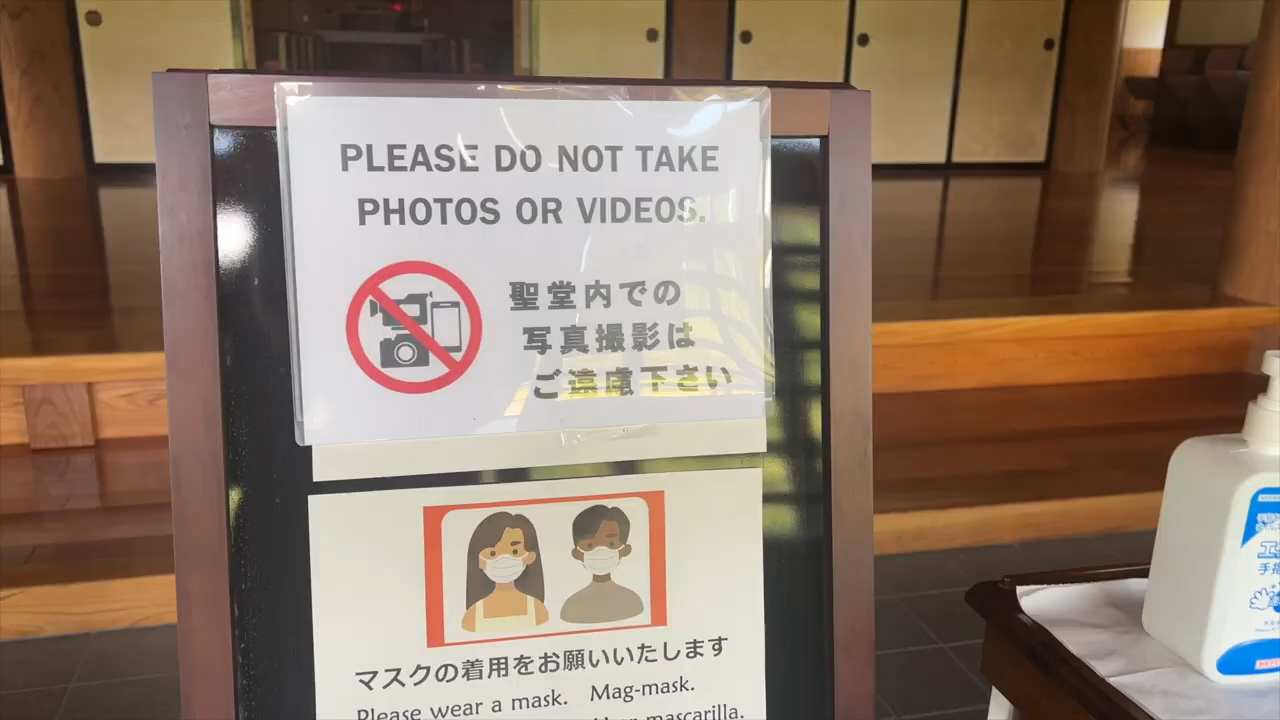 PLEASE DO NOT TAKE
PHOTOS OR VIDEOS.
聖堂内での
写真撮影は
ご遠慮下さい
マスクの着用をお願いいたします
Please wear a mask. Mag-mask.
mascarilla.